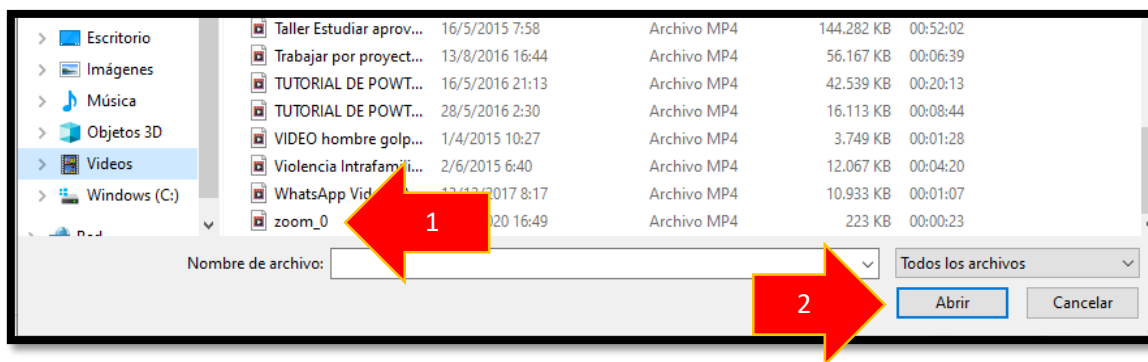 Escritorio
Imágenes
Música
Objetos 3D
Videos
Windows (C:)
Taller Estudiar aprov... 16/5/2015 7:58 Archivo MP4 144.282 KB 00:52:02
Trabajar por proyect... 13/8/2016 16:44 Archivo MP4 56.167 KB 00:06:39
TUTORIAL DE POWT... 16/5/2016 21:13 Archivo MP4 42.539 KB 00:20:13
TUTORIAL DE POWT... 28/5/2016 2:30 Archivo MP4 16.113 KB 00:08:44
VIDEO hombre golp... 1/4/2015 10:27 Archivo MP4 3.749 KB 00:01:28
Violencia Intrafamili... 2/6/2015 6:40 Archivo MP4 12.067 KB 00:04:20
WhatsApp 8:17 Archivo MP4 10.933 KB 00:01:07
zoom_0 1 16:49 Archivo MP4 223 KB 00:00:23
Nombre de archivo: Todos los archivos
2 Abrir Cancelar